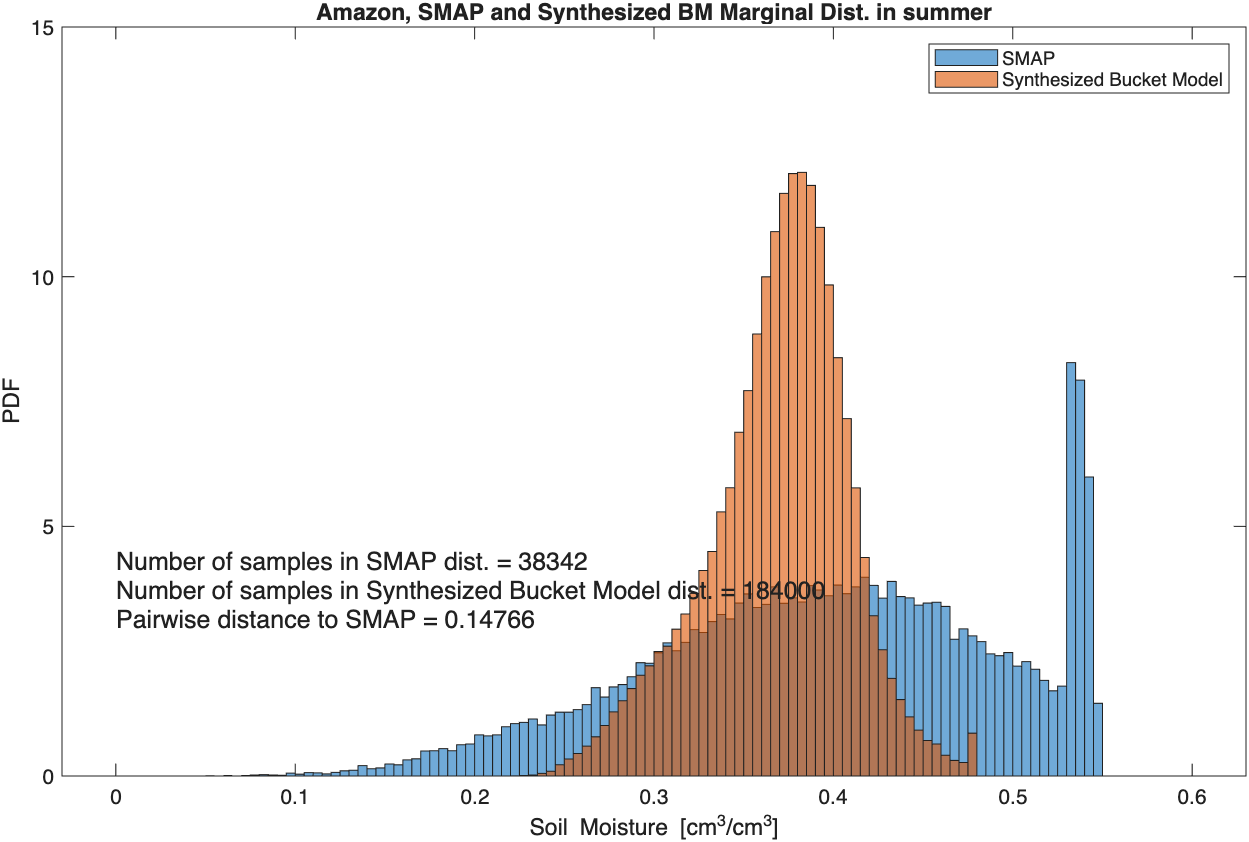 Amazon, SMAP and Synthesized BM Marginal Dist. in summer
15
SMAP
Synthesized Bucket Model
10
PDF
5
Number of samples in SMAP dist. = 38342
Number of samples in Synthesized Bucket Model dist. = 184000
Pairwise distance to SMAP = 0.14766
0
0 0.1 0.2 0.3 0.4 0.5 0.6
Soil Moisture [cm³/cm³]